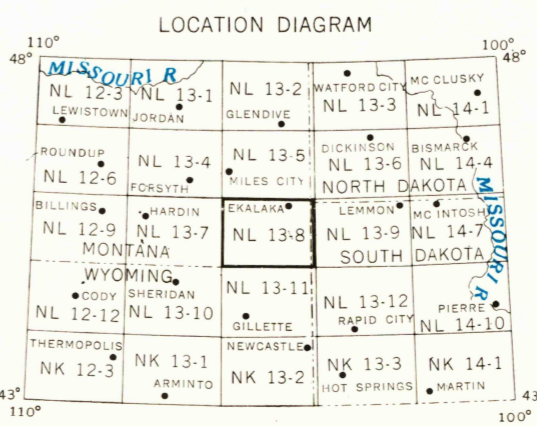 LOCATION DIAGRAM
110° 100°
48° 48°
MISSOURI R
NL 12-3 NL 13-1 NL 13-2 WATFORD CITY MC CLUSKY
LEWISTOWN JORDAN GLENDIVE NL 13-3 NL 14-1
ROUNDUP NL 13-4 NL 13-5 DICKINSON BISMARCK
NL 12-6 FORSYTH MILES CITY NL 13-6 NL 14-4
NORTH DAKOTA
MISSOURI R
BILLINGS HARDIN EKALAKA LEMMON MC INTOSH
NL 12-9 NL 13-7 NL 13-8 NL 13-9 NL 14-7
MONTANA SOUTH DAKOTA
WYOMING
CODY SHERIDAN NL 13-11 NL 13-12 PIERRE
NL 12-12 NL 13-10 GILLETTE RAPID CITY NL 14-10
THERMOPOLIS NK 13-1 NEWCASTLE NK 13-3 NK 14-1
NK 12-3 ARMINTO NK 13-2 HOT SPRINGS MARTIN
43° 43°
110° 100°